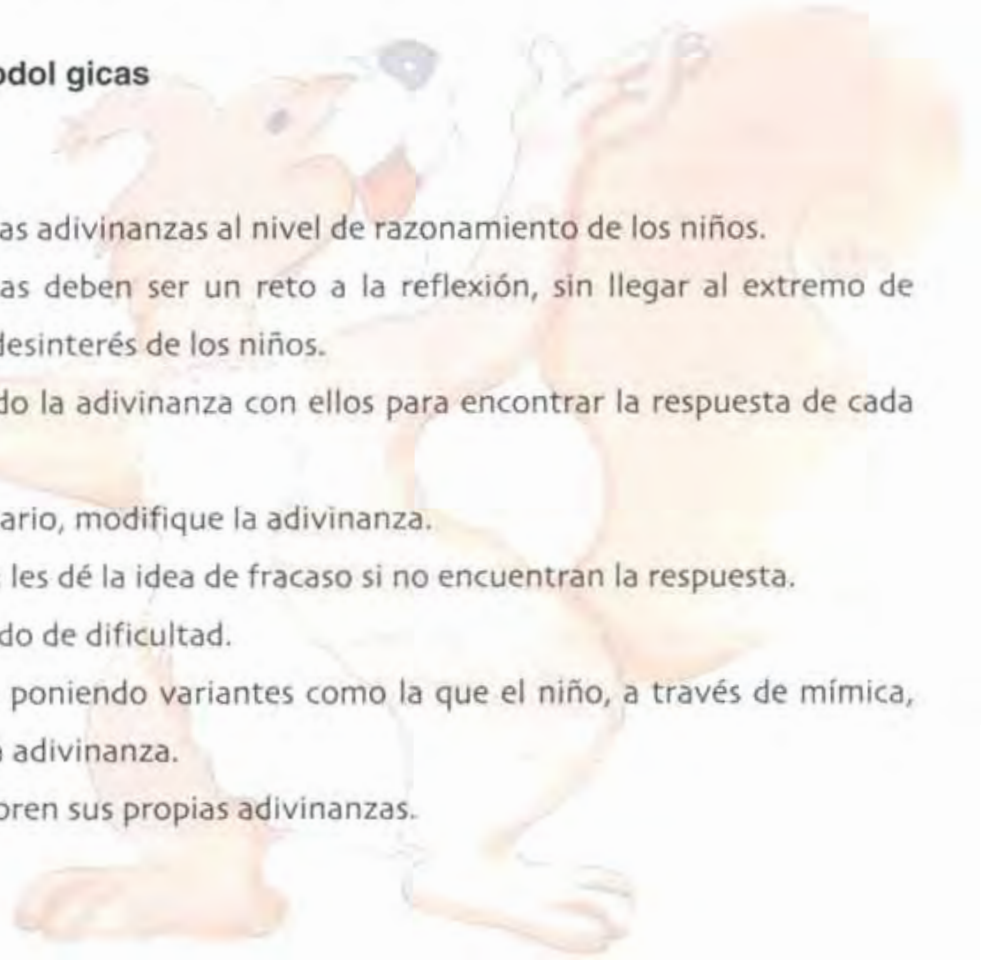 odol gicas
as adivinanzas al nivel de razonamiento de los niños.
as deben ser un reto a la reflexión, sin llegar al extremo de
desinterés de los niños.
do la adivinanza con ellos para encontrar la respuesta de cada
ario, modifique la adivinanza.
les dé la idea de fracaso si no encuentran la respuesta.
do de dificultad.
poniendo variantes como la que el niño, a través de mímica,
adivinanza.
oren sus propias adivinanzas.